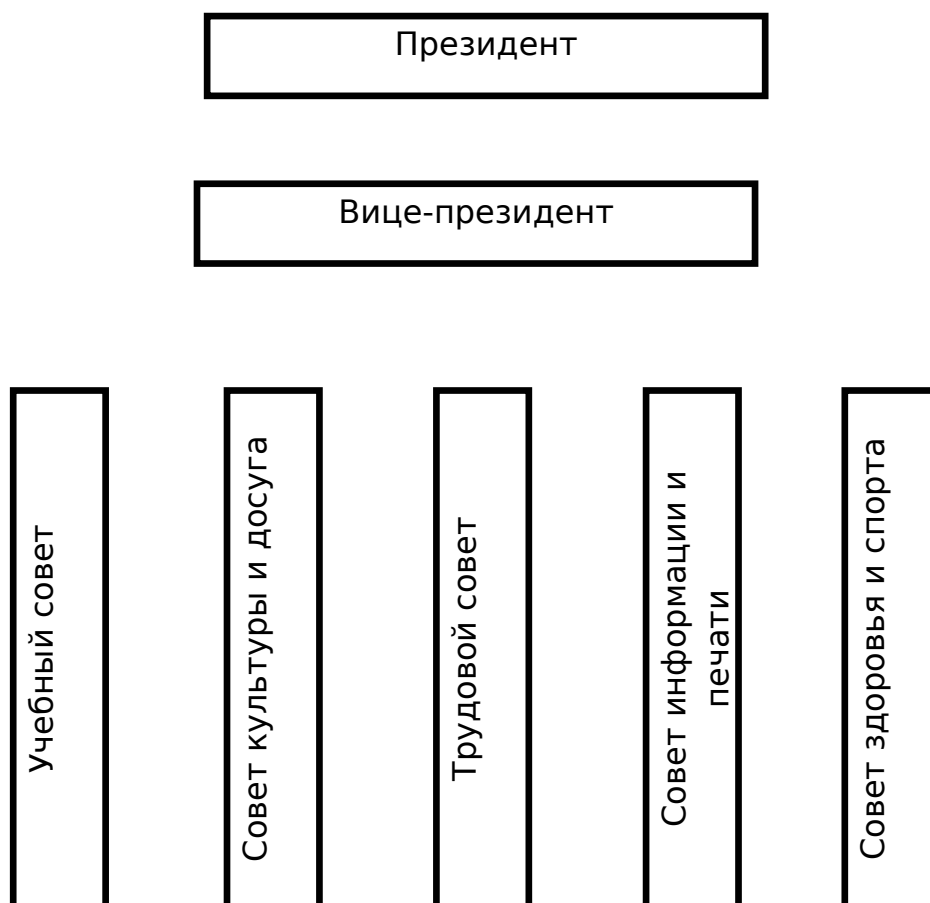 Президент
Вице-президент
Учебный совет
Совет культуры и досуга
Трудовой совет
Совет информации и
печати
Совет здоровья и спорта